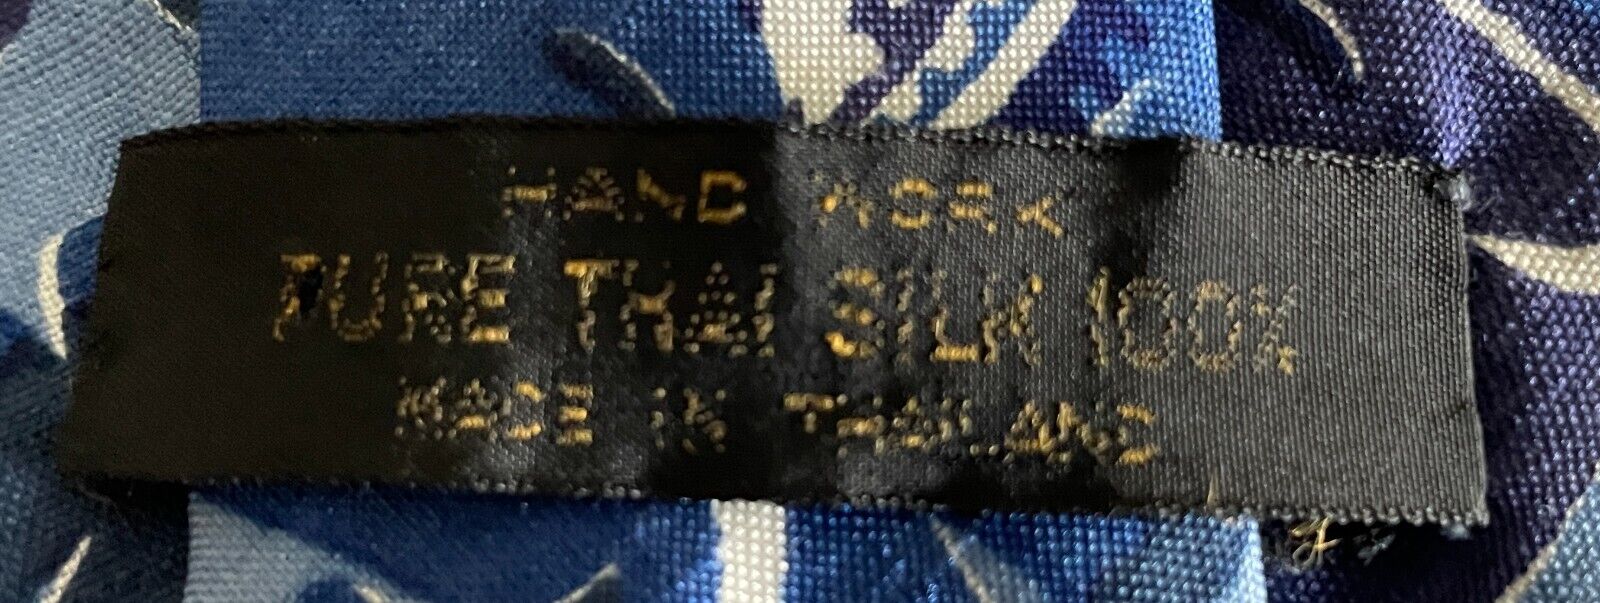 HAND WORK
PURE THAI SILK 100%
MADE IN THAILAND